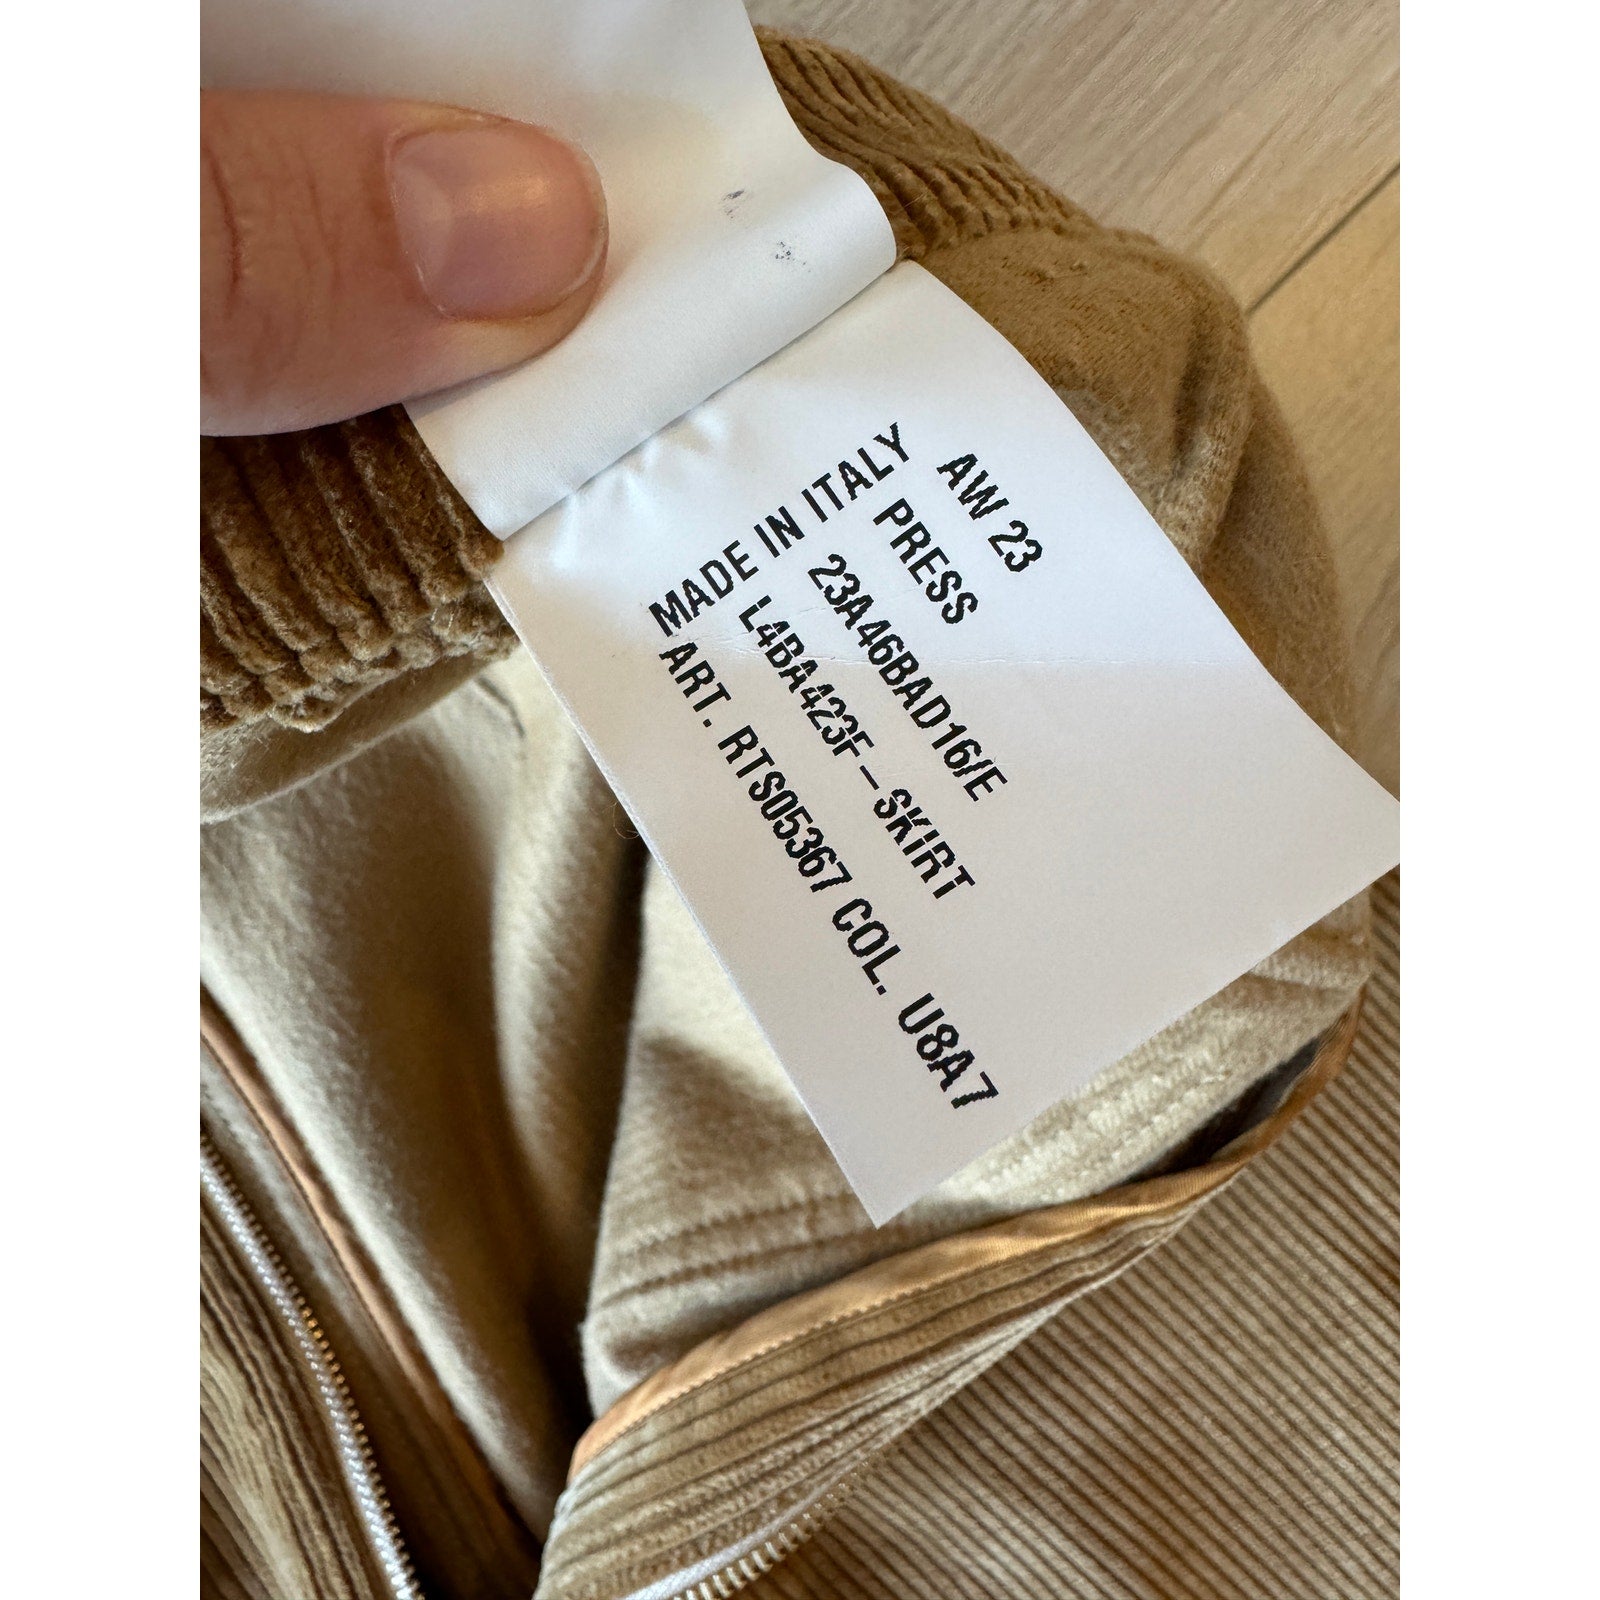 AW 23
PRESS
23A46BAD16/E
L4BA423F-SKIRT
ART. RTS05367 COL. U8A7
MADE IN ITALY